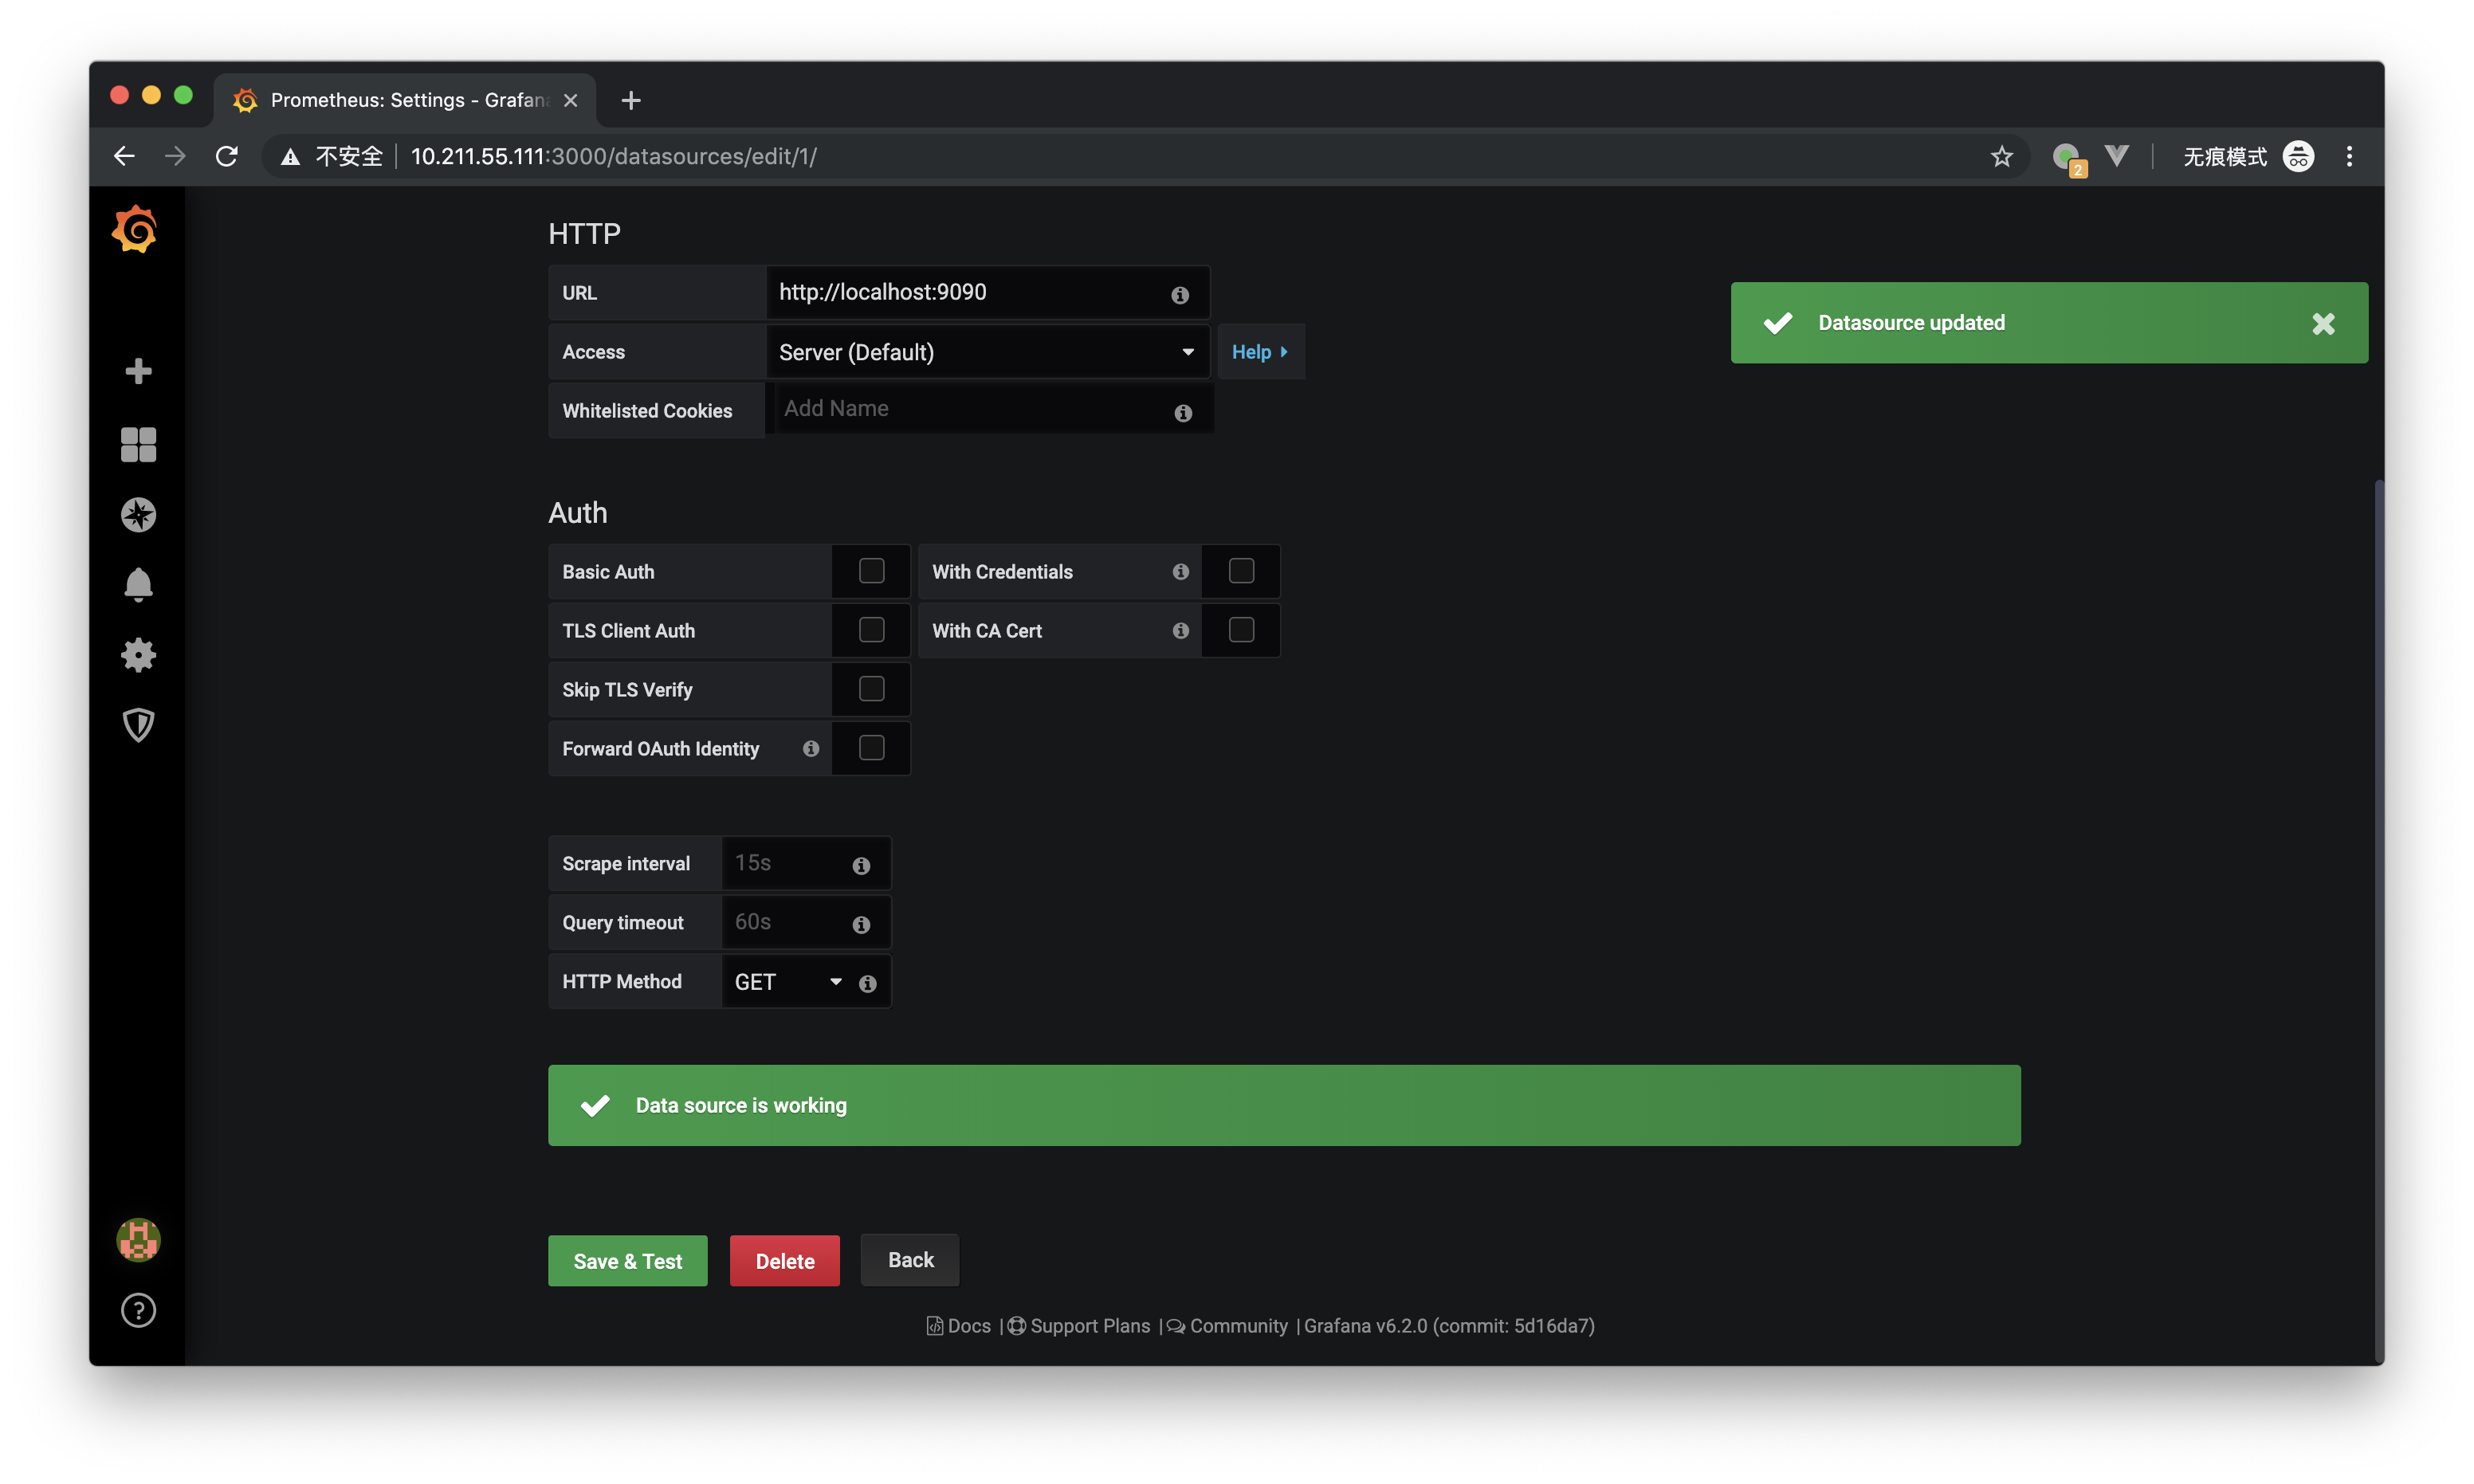 Prometheus: Settings - Grafana
不安全 10.211.55.111:3000/datasources/edit/1/
2
无痕模式
HTTP
URL http://localhost:9090
Datasource updated
Access Server (Default) Help
Whitelisted Cookies Add Name
Auth
Basic Auth With Credentials
TLS Client Auth With CA Cert
Skip TLS Verify
Forward OAuth Identity
Scrape interval 15s
Query timeout 60s
HTTP Method GET
Data source is working
Save & Test Delete Back
Docs | Support Plans | Community | Grafana v6.2.0 (commit: 5d16da7)